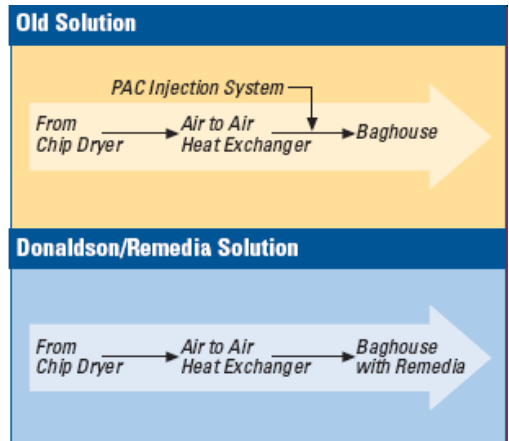 Old Solution
PAC Injection System
From
Chip Dryer
Air to Air
Heat Exchanger
Baghouse
Donaldson/Remedia Solution
From
Chip Dryer
Air to Air
Heat Exchanger
Baghouse
with Remedia